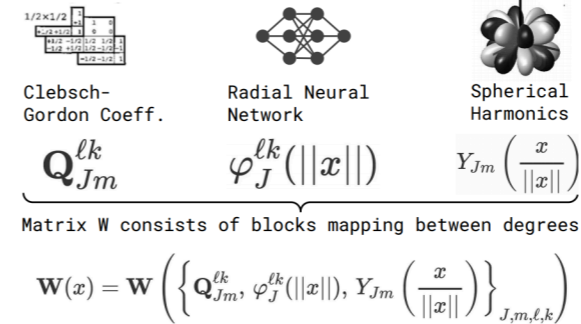 1/2×1/2
Clebsch-
Gordon Coeff.
Radial Neural
Network
Spherical
Harmonics
Q^{ℓk}_{Jm}
φ^{ℓk}_J(||x||)
Y_{Jm}(x/||x||)
Matrix W consists of blocks mapping between degrees
W(x) = W({Q^{ℓk}_{Jm}, φ^{ℓk}_J(||x||), Y_{Jm}(x/||x||)}_{J,m,ℓ,k})